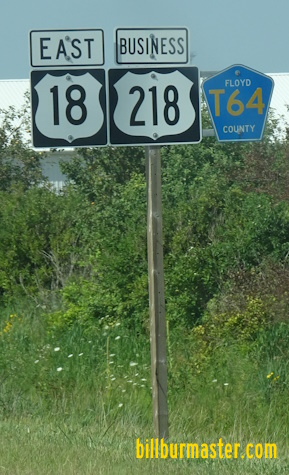 EAST
18
BUSINESS
218
FLOYD
T64
COUNTY
billburmaster.com